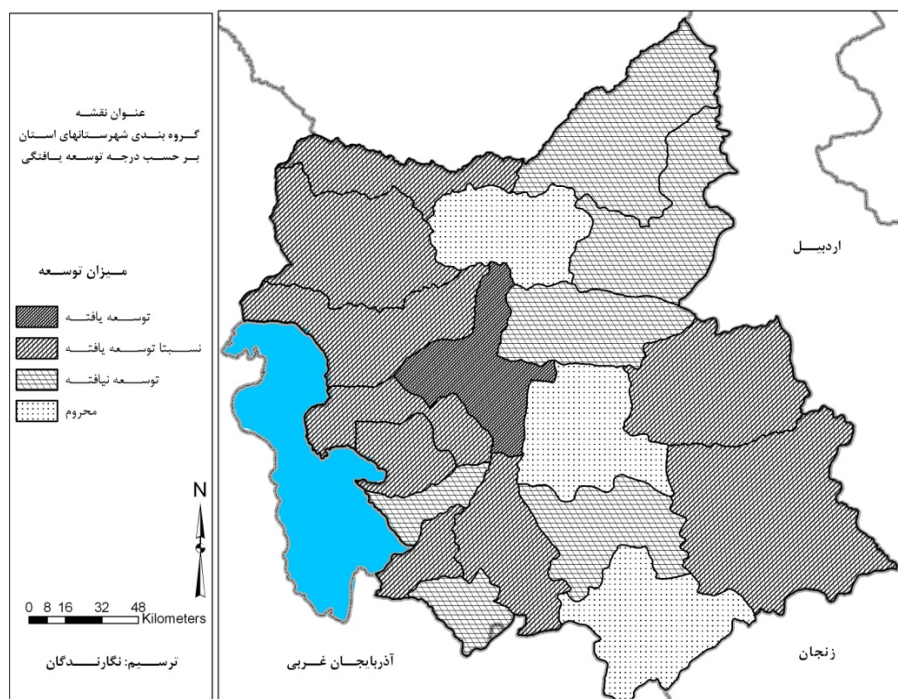 عنوان نقشه
گروه بندی شهرستانهای استان
بر حسب درجه توسعه یافتگی
میزان توسعه
توسعه یافته
نسبتا توسعه یافته
توسعه نیافته
محروم
N
0 8 16 32 48
Kilometers
ترسیم: نگارندگان
اردبیل
زنجان
آذربایجان غربی